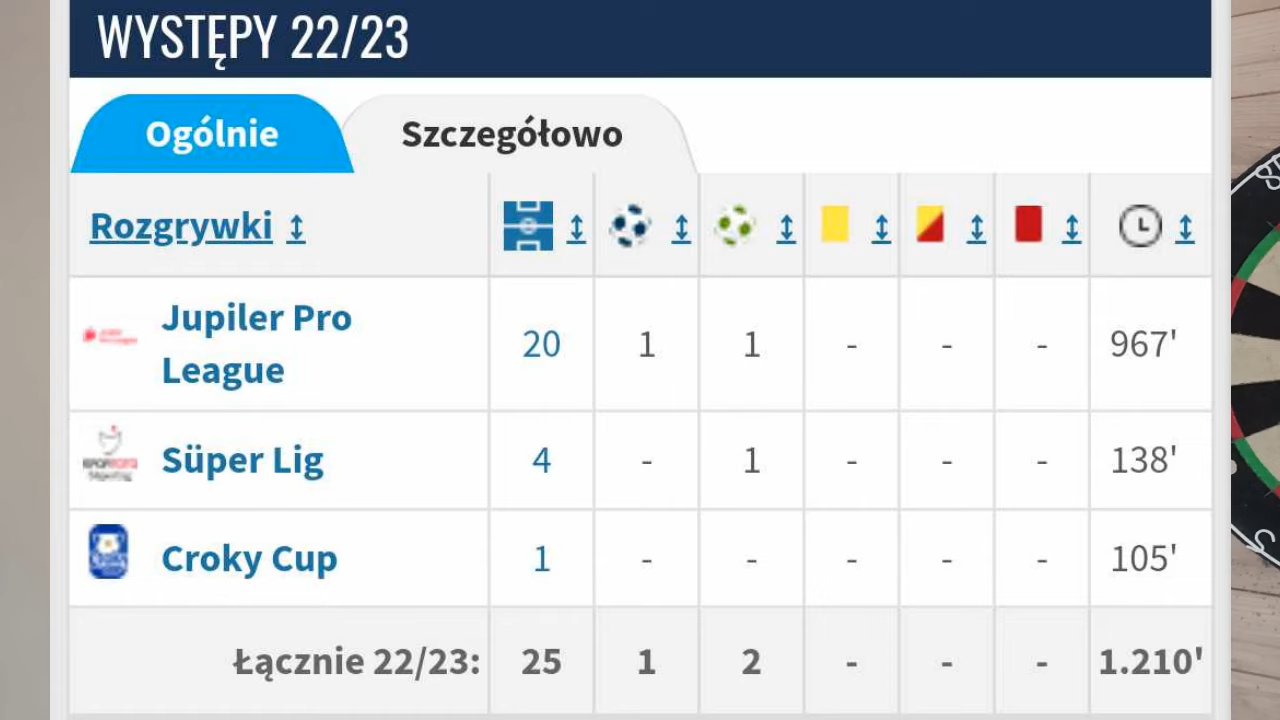 WYSTĘPY 22/23
Ogólnie Szczegółowo
Rozgrywki
Jupiler Pro League 20 1 1 - - - 967'
Süper Lig 4 - 1 - - - 138'
Croky Cup 1 - - - - - 105'
Łącznie 22/23: 25 1 2 - - - 1.210'